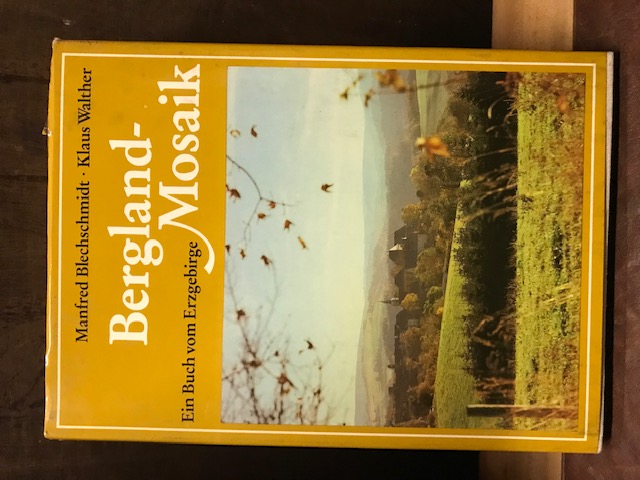 Manfred Blechschmidt · Klaus Walther
Bergland-
Mosaik
Ein Buch vom Erzgebirge